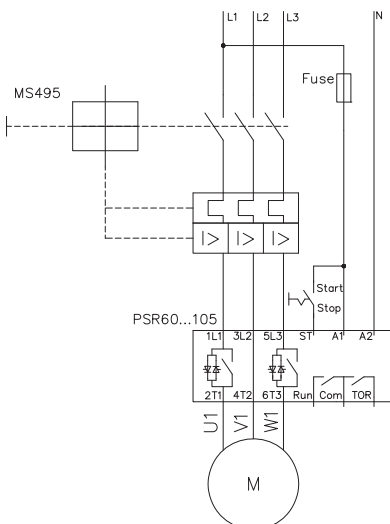 L1 L2 L3 N
Fuse
MS495
I> I> I>
Start
Stop
PSR60...105
1L1 3L2 5L3 ST A1 A2
2T1 4T2 6T3 Run Com TOR
U1 V1 W1
M